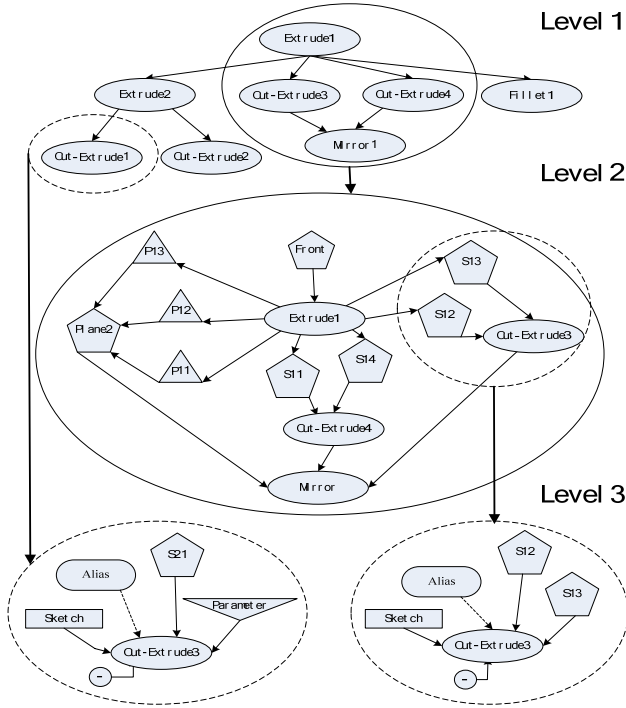 Level 1
Extrude1
Extrude2
Cut-Extrude3
Cut-Extrude4
Fillet1
Mirror1
Cut-Extrude1
Cut-Extrude2
Level 2
P13
Front
S13
P12
Plane2
Extrude1
S12
Cut-Extrude3
P11
S11
S14
Cut-Extrude4
Mirror
Level 3
S21
Alias
Parameter
Sketch
Cut-Extrude3
-
S12
Alias
S13
Sketch
Cut-Extrude3
-